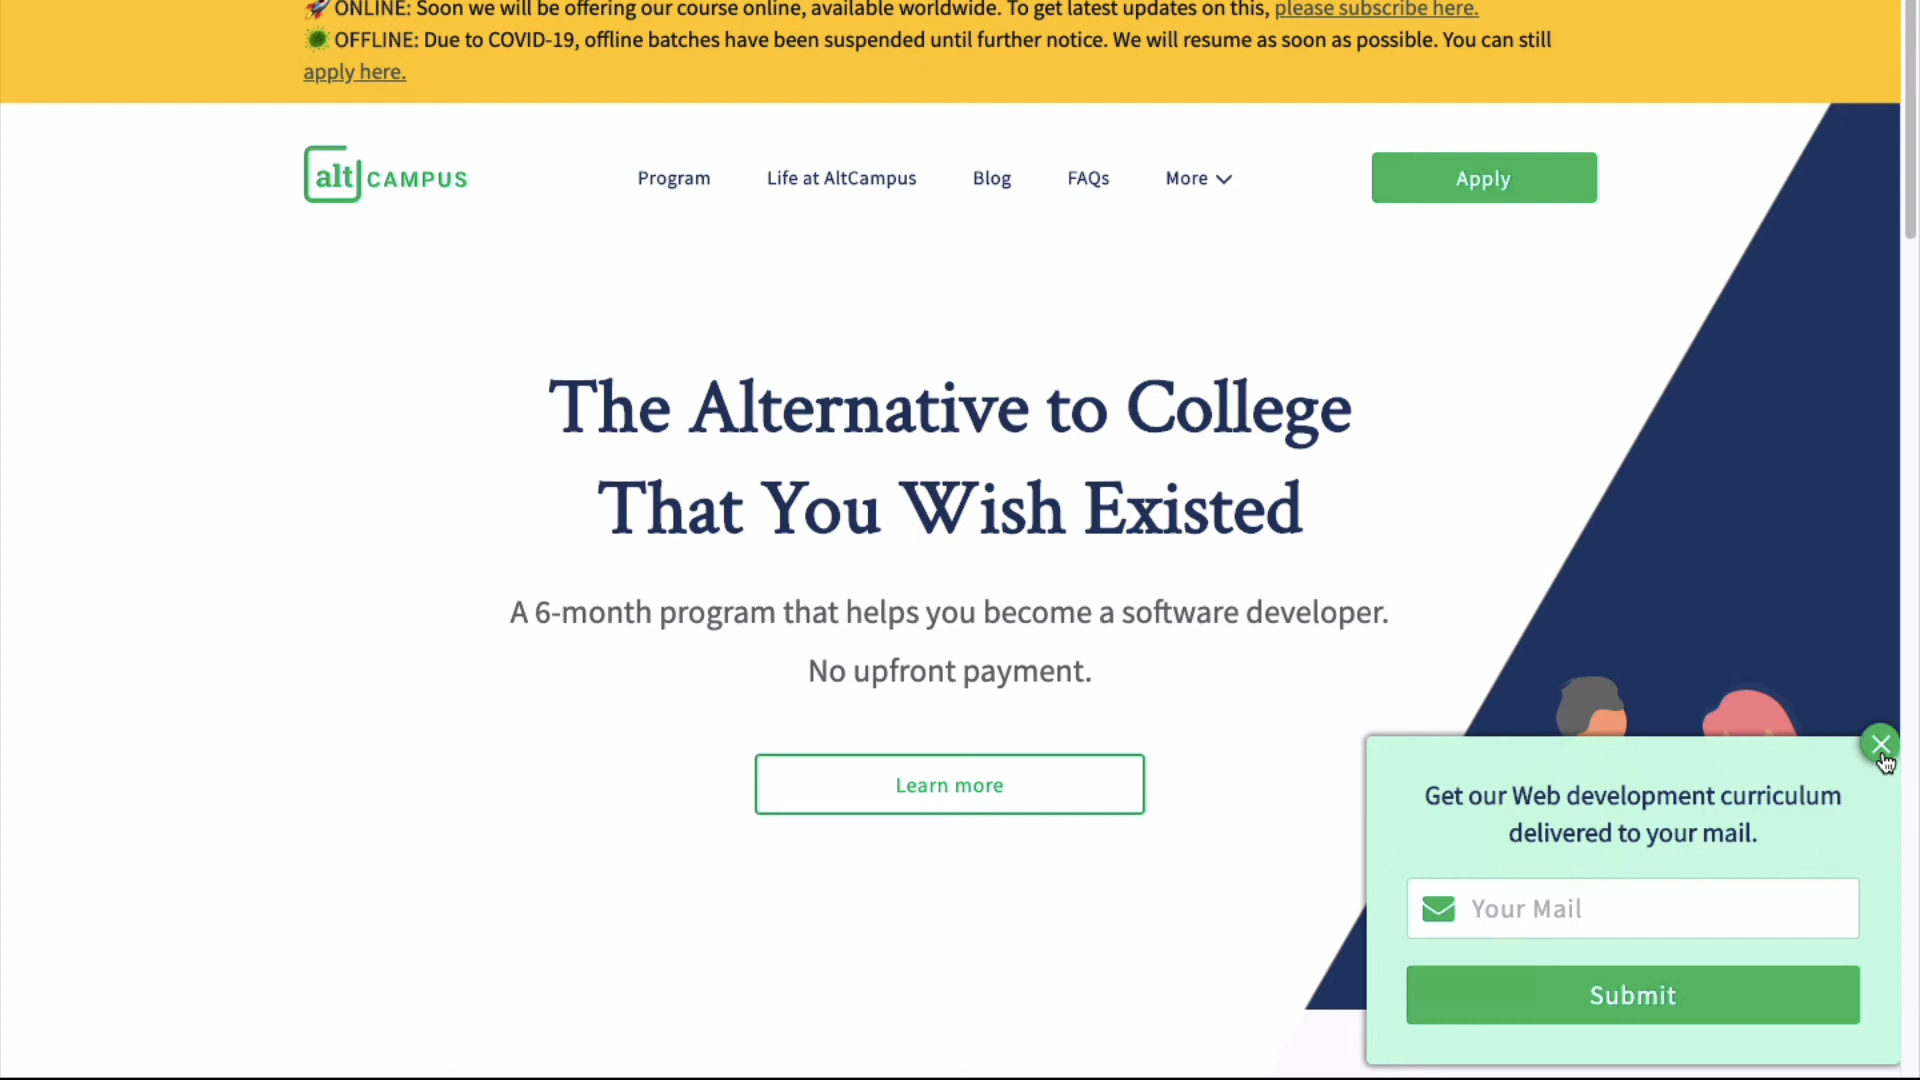 🚀 ONLINE: Soon we will be offering our course online, available worldwide. To get latest updates on this, please subscribe here.
OFFLINE: Due to COVID-19, offline batches have been suspended until further notice. We will resume as soon as possible. You can still
apply here.
alt CAMPUS
Program
Life at AltCampus
Blog
FAQs
More
Apply
The Alternative to College
That You Wish Existed
A 6-month program that helps you become a software developer.
No upfront payment.
Learn more
Get our Web development curriculum
delivered to your mail.
Your Mail
Submit